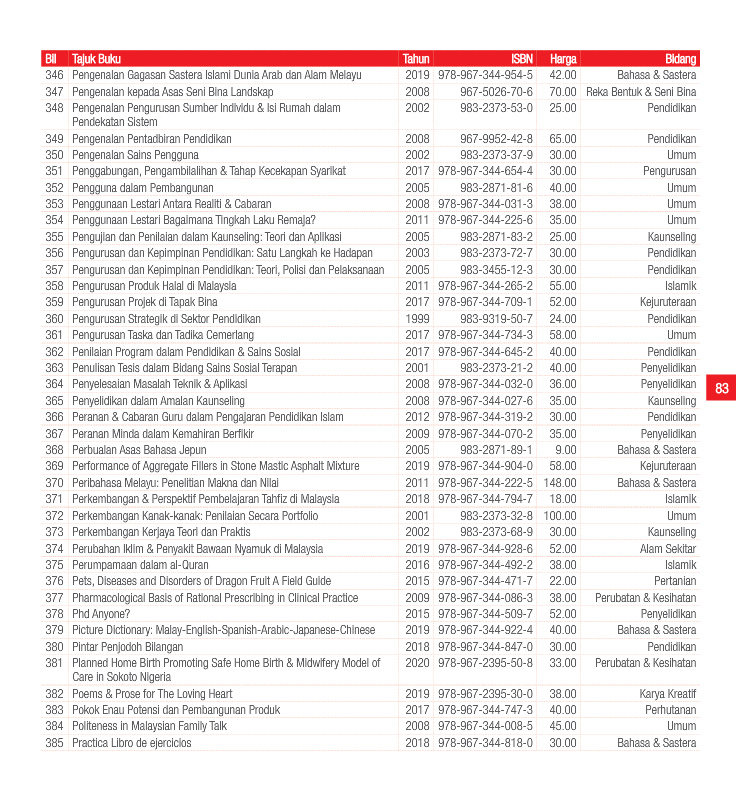 Bil Tajuk Buku Tahun ISBN Harga Bidang
346 Pengenalan Gagasan Sastera Islami Dunia Arab dan Alam Melayu 2019 978-967-344-954-5 42.00 Bahasa & Sastera
347 Pengenalan kepada Asas Seni Bina Landskap 2008 967-5026-70-6 70.00 Reka Bentuk & Seni Bina
348 Pengenalan Pengurusan Sumber Individu & Isi Rumah dalam 2002 983-2373-53-0 25.00 Pendidikan
Pendekatan Sistem
349 Pengenalan Pentadbiran Pendidikan 2008 967-9952-42-8 65.00 Pendidikan
350 Pengenalan Sains Pengguna 2002 983-2373-37-9 30.00 Umum
351 Penggabungan, Pengambilalihan & Tahap Kecekapan Syarikat 2017 978-967-344-654-4 30.00 Pengurusan
352 Pengguna dalam Pembangunan 2005 983-2871-81-6 40.00 Umum
353 Penggunaan Lestari Antara Realiti & Cabaran 2008 978-967-344-031-3 38.00 Umum
354 Penggunaan Lestari Bagaimana Tingkah Laku Remaja? 2011 978-967-344-225-6 35.00 Umum
355 Pengujian dan Penilaian dalam Kaunseling: Teori dan Aplikasi 2005 983-2871-83-2 25.00 Kaunseling
356 Pengurusan dan Kepimpinan Pendidikan: Satu Langkah ke Hadapan 2003 983-2373-72-7 30.00 Pendidikan
357 Pengurusan dan Kepimpinan Pendidikan: Teori, Polisi dan Pelaksanaan 2005 983-3455-12-3 30.00 Pendidikan
358 Pengurusan Produk Halal di Malaysia 2011 978-967-344-265-2 55.00 Islamik
359 Pengurusan Projek di Tapak Bina 2017 978-967-344-709-1 52.00 Kejuruteraan
360 Pengurusan Strategik di Sektor Pendidikan 1999 983-9319-50-7 24.00 Pendidikan
361 Pengurusan Taska dan Tadika Cemerlang 2017 978-967-344-734-3 58.00 Umum
362 Penilaian Program dalam Pendidikan & Sains Sosial 2017 978-967-344-645-2 40.00 Pendidikan
363 Penulisan Tesis dalam Bidang Sains Sosial Terapan 2001 983-2373-21-2 40.00 Penyelidikan
364 Penyelesaian Masalah Teknik & Aplikasi 2008 978-967-344-032-0 36.00 Penyelidikan
365 Penyelidikan dalam Amalan Kaunseling 2008 978-967-344-027-6 35.00 Kaunseling
83
366 Peranan & Cabaran Guru dalam Pengajaran Pendidikan Islam 2012 978-967-344-319-2 30.00 Pendidikan
367 Peranan Minda dalam Kemahiran Berfikir 2009 978-967-344-070-2 35.00 Penyelidikan
368 Perbualan Asas Bahasa Jepun 2005 983-2871-89-1 9.00 Bahasa & Sastera
369 Performance of Aggregate Fillers in Stone Mastic Asphalt Mixture 2019 978-967-344-904-0 58.00 Kejuruteraan
370 Peribahasa Melayu: Penelitian Makna dan Nilai 2011 978-967-344-222-5 148.00 Bahasa & Sastera
371 Perkembangan & Perspektif Pembelajaran Tahfiz di Malaysia 2018 978-967-344-794-7 18.00 Islamik
372 Perkembangan Kanak-kanak: Penilaian Secara Portfolio 2001 983-2373-32-8 100.00 Umum
373 Perkembangan Kerjaya Teori dan Praktis 2002 983-2373-68-9 30.00 Kaunseling
374 Perubahan Iklim & Penyakit Bawaan Nyamuk di Malaysia 2019 978-967-344-928-6 52.00 Alam Sekitar
375 Perumpamaan dalam al-Quran 2016 978-967-344-492-2 38.00 Islamik
376 Pets, Diseases and Disorders of Dragon Fruit A Field Guide 2015 978-967-344-471-7 22.00 Pertanian
377 Pharmacological Basis of Rational Prescribing in Clinical Practice 2009 978-967-344-086-3 38.00 Perubatan & Kesihatan
378 Phd Anyone? 2015 978-967-344-509-7 52.00 Penyelidikan
379 Picture Dictionary: Malay-English-Spanish-Arabic-Japanese-Chinese 2019 978-967-344-922-4 40.00 Bahasa & Sastera
380 Pintar Penjodoh Bilangan 2018 978-967-344-847-0 30.00 Pendidikan
381 Planned Home Birth Promoting Safe Home Birth & Midwifery Model of 2020 978-967-2395-50-8 33.00 Perubatan & Kesihatan
Care in Sokoto Nigeria
382 Poems & Prose for The Loving Heart 2019 978-967-2395-30-0 38.00 Karya Kreatif
383 Pokok Enau Potensi dan Pembangunan Produk 2017 978-967-344-747-3 40.00 Perhutanan
384 Politeness in Malaysian Family Talk 2008 978-967-344-008-5 45.00 Umum
385 Practica Libro de ejercicios 2018 978-967-344-818-0 30.00 Bahasa & Sastera